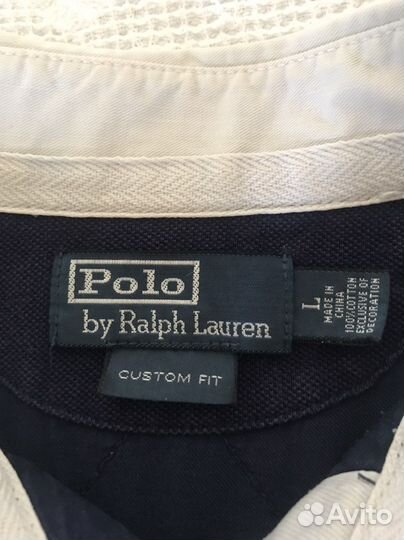 Polo
by Ralph Lauren
CUSTOM FIT
L
MADE IN
CHINA
100%COTTON
EXCLUSIVE OF
DECORATION
Avito